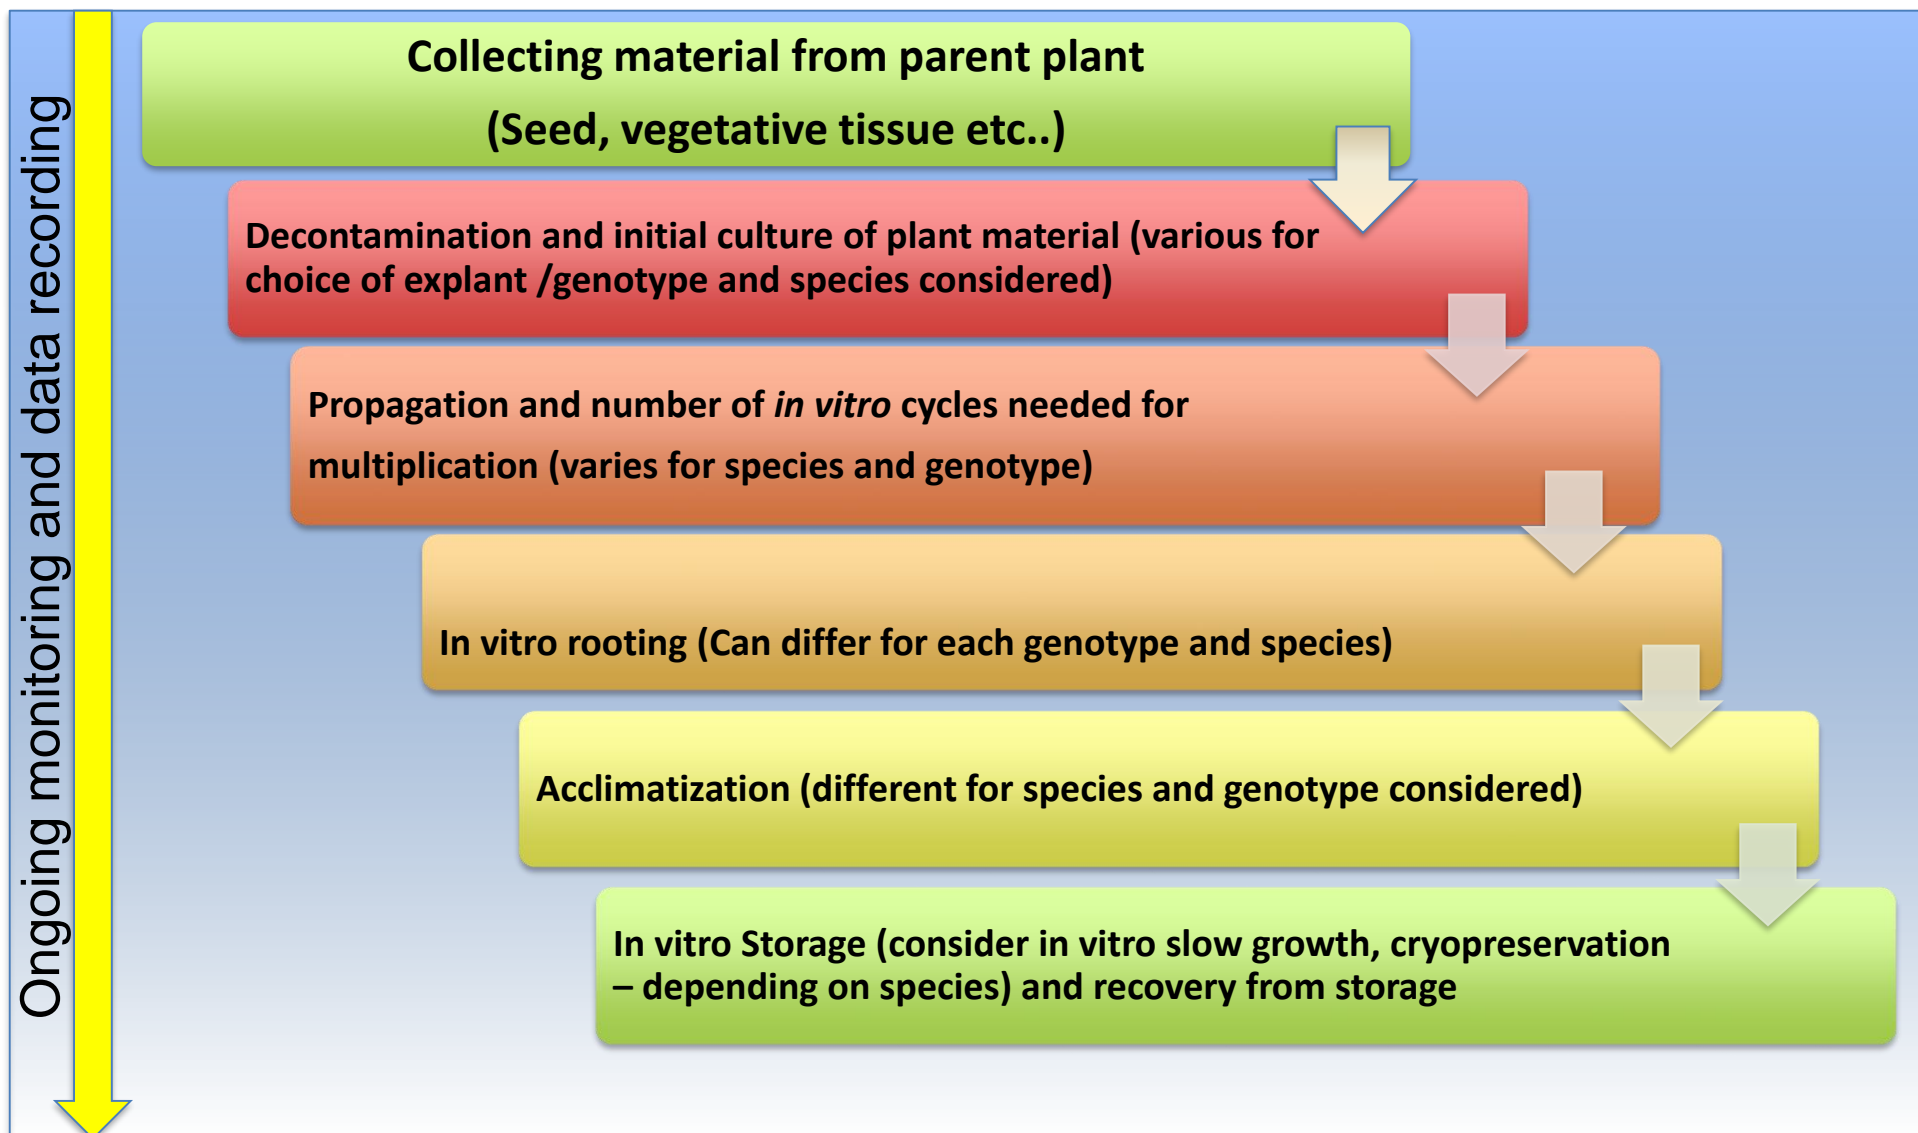 Ongoing monitoring and data recording
Collecting material from parent plant
(Seed, vegetative tissue etc..)
Decontamination and initial culture of plant material (various for
choice of explant /genotype and species considered)
Propagation and number of in vitro cycles needed for
multiplication (varies for species and genotype)
In vitro rooting (Can differ for each genotype and species)
Acclimatization (different for species and genotype considered)
In vitro Storage (consider in vitro slow growth, cryopreservation
– depending on species) and recovery from storage